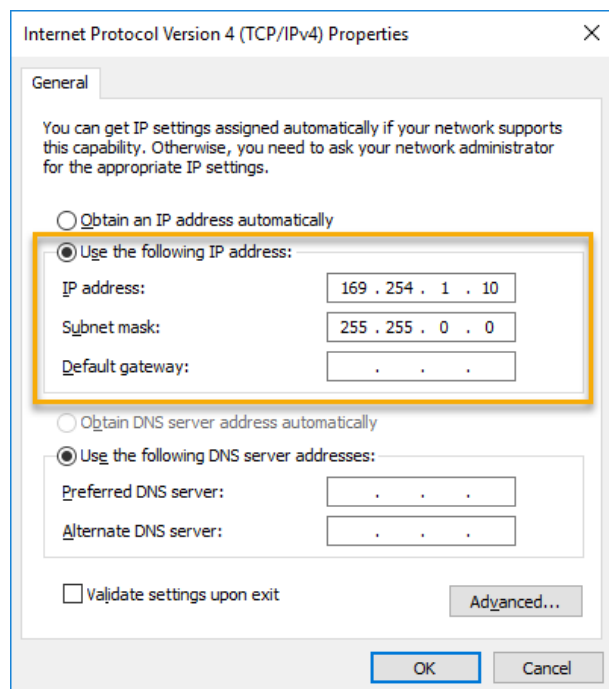 Internet Protocol Version 4 (TCP/IPv4) Properties
General
You can get IP settings assigned automatically if your network supports
this capability. Otherwise, you need to ask your network administrator
for the appropriate IP settings.
Obtain an IP address automatically
Use the following IP address:
IP address: 169 . 254 . 1 . 10
Subnet mask: 255 . 255 . 0 . 0
Default gateway: . . .
Obtain DNS server address automatically
Use the following DNS server addresses:
Preferred DNS server: . . .
Alternate DNS server: . . .
Validate settings upon exit
Advanced...
OK Cancel